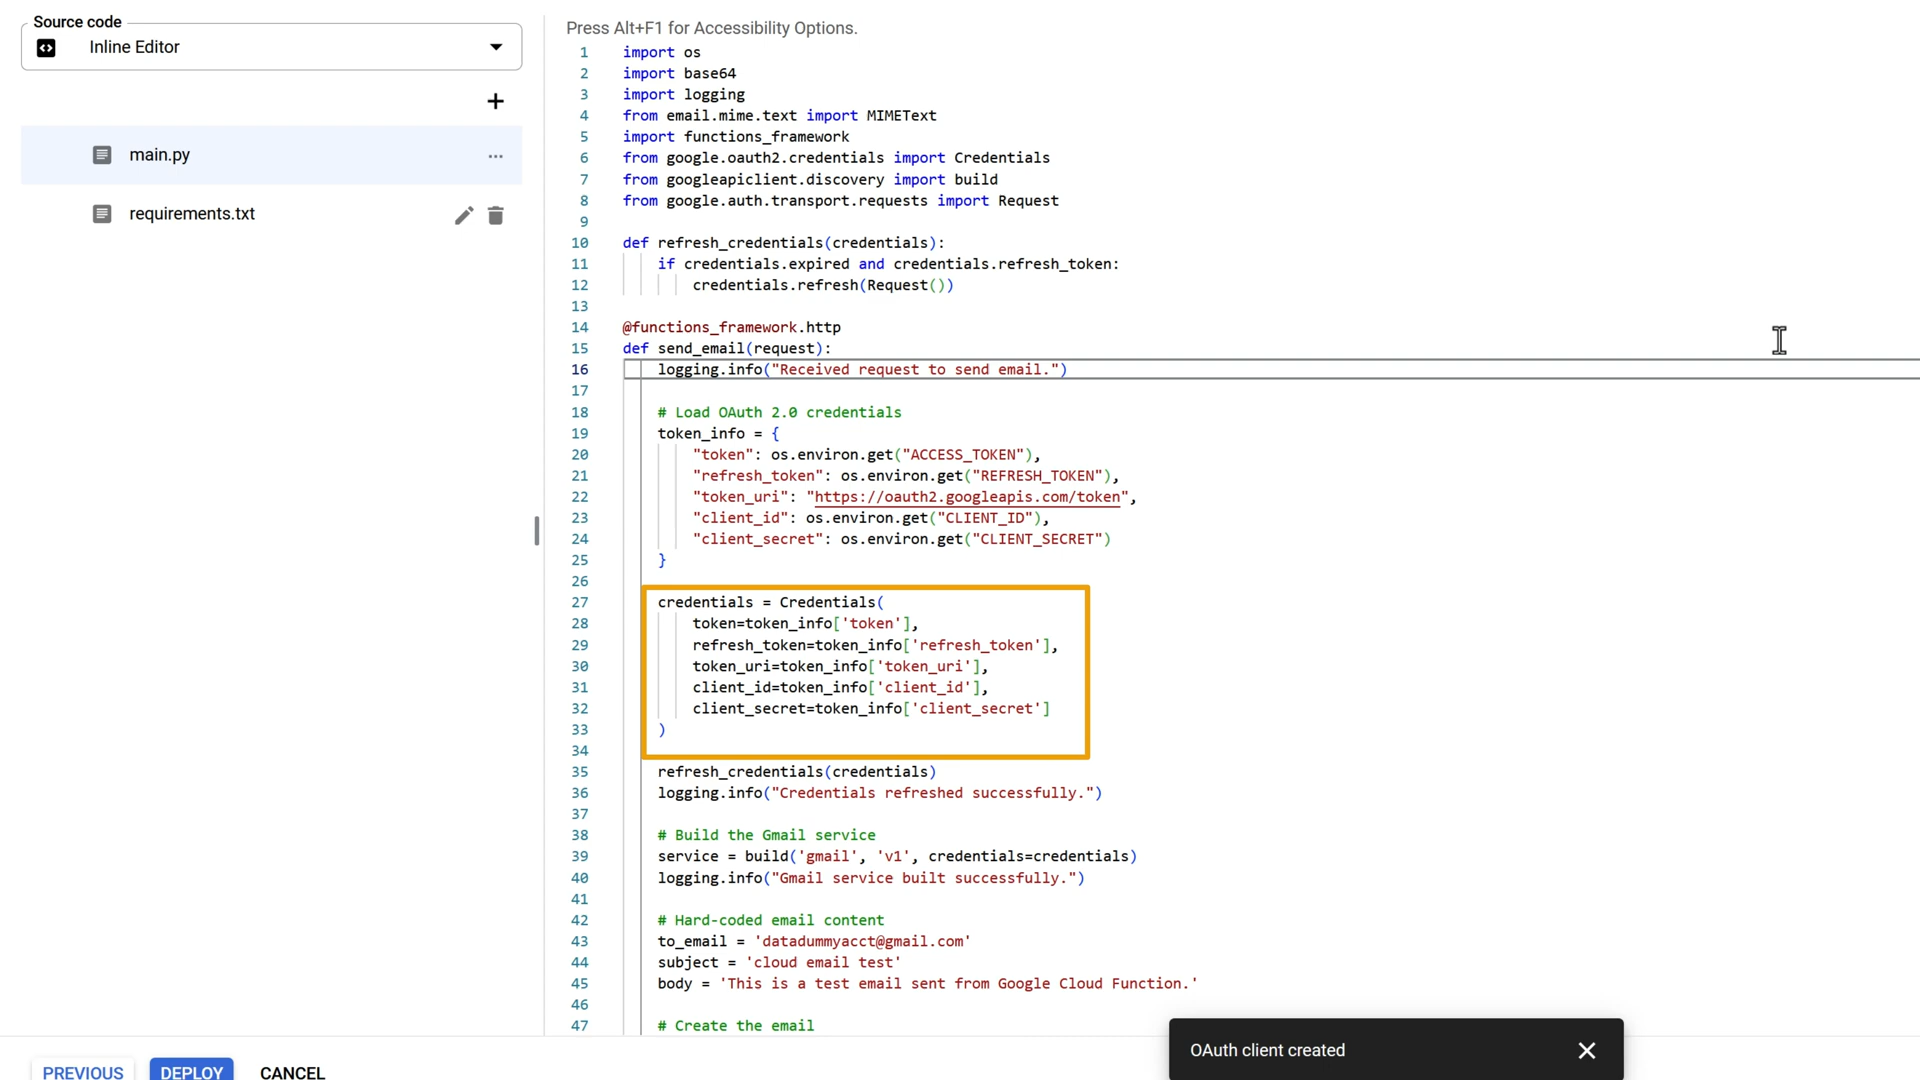 Source code
Inline Editor
main.py
requirements.txt
Press Alt+F1 for Accessibility Options.
1 import os
2 import base64
3 import logging
4 from email.mime.text import MIMEText
5 import functions_framework
6 from google.oauth2.credentials import Credentials
7 from googleapiclient.discovery import build
8 from google.auth.transport.requests import Request
9
10 def refresh_credentials(credentials):
11 if credentials.expired and credentials.refresh_token:
12 credentials.refresh(Request())
13
14 @functions_framework.http
15 def send_email(request):
16 logging.info("Received request to send email.")
17
18 # Load OAuth 2.0 credentials
19 token_info = {
20 "token": os.environ.get("ACCESS_TOKEN"),
21 "refresh_token": os.environ.get("REFRESH_TOKEN"),
22 "token_uri": "https://oauth2.googleapis.com/token",
23 "client_id": os.environ.get("CLIENT_ID"),
24 "client_secret": os.environ.get("CLIENT_SECRET")
25 }
26
27 credentials = Credentials(
28 token=token_info['token'],
29 refresh_token=token_info['refresh_token'],
30 token_uri=token_info['token_uri'],
31 client_id=token_info['client_id'],
32 client_secret=token_info['client_secret']
33 )
34
35 refresh_credentials(credentials)
36 logging.info("Credentials refreshed successfully.")
37
38 # Build the Gmail service
39 service = build('gmail', 'v1', credentials=credentials)
40 logging.info("Gmail service built successfully.")
41
42 # Hard-coded email content
43 to_email = 'datadummyacct@gmail.com'
44 subject = 'cloud email test'
45 body = 'This is a test email sent from Google Cloud Function.'
46
47 # Create the email
OAuth client created
PREVIOUS DEPLOY CANCEL